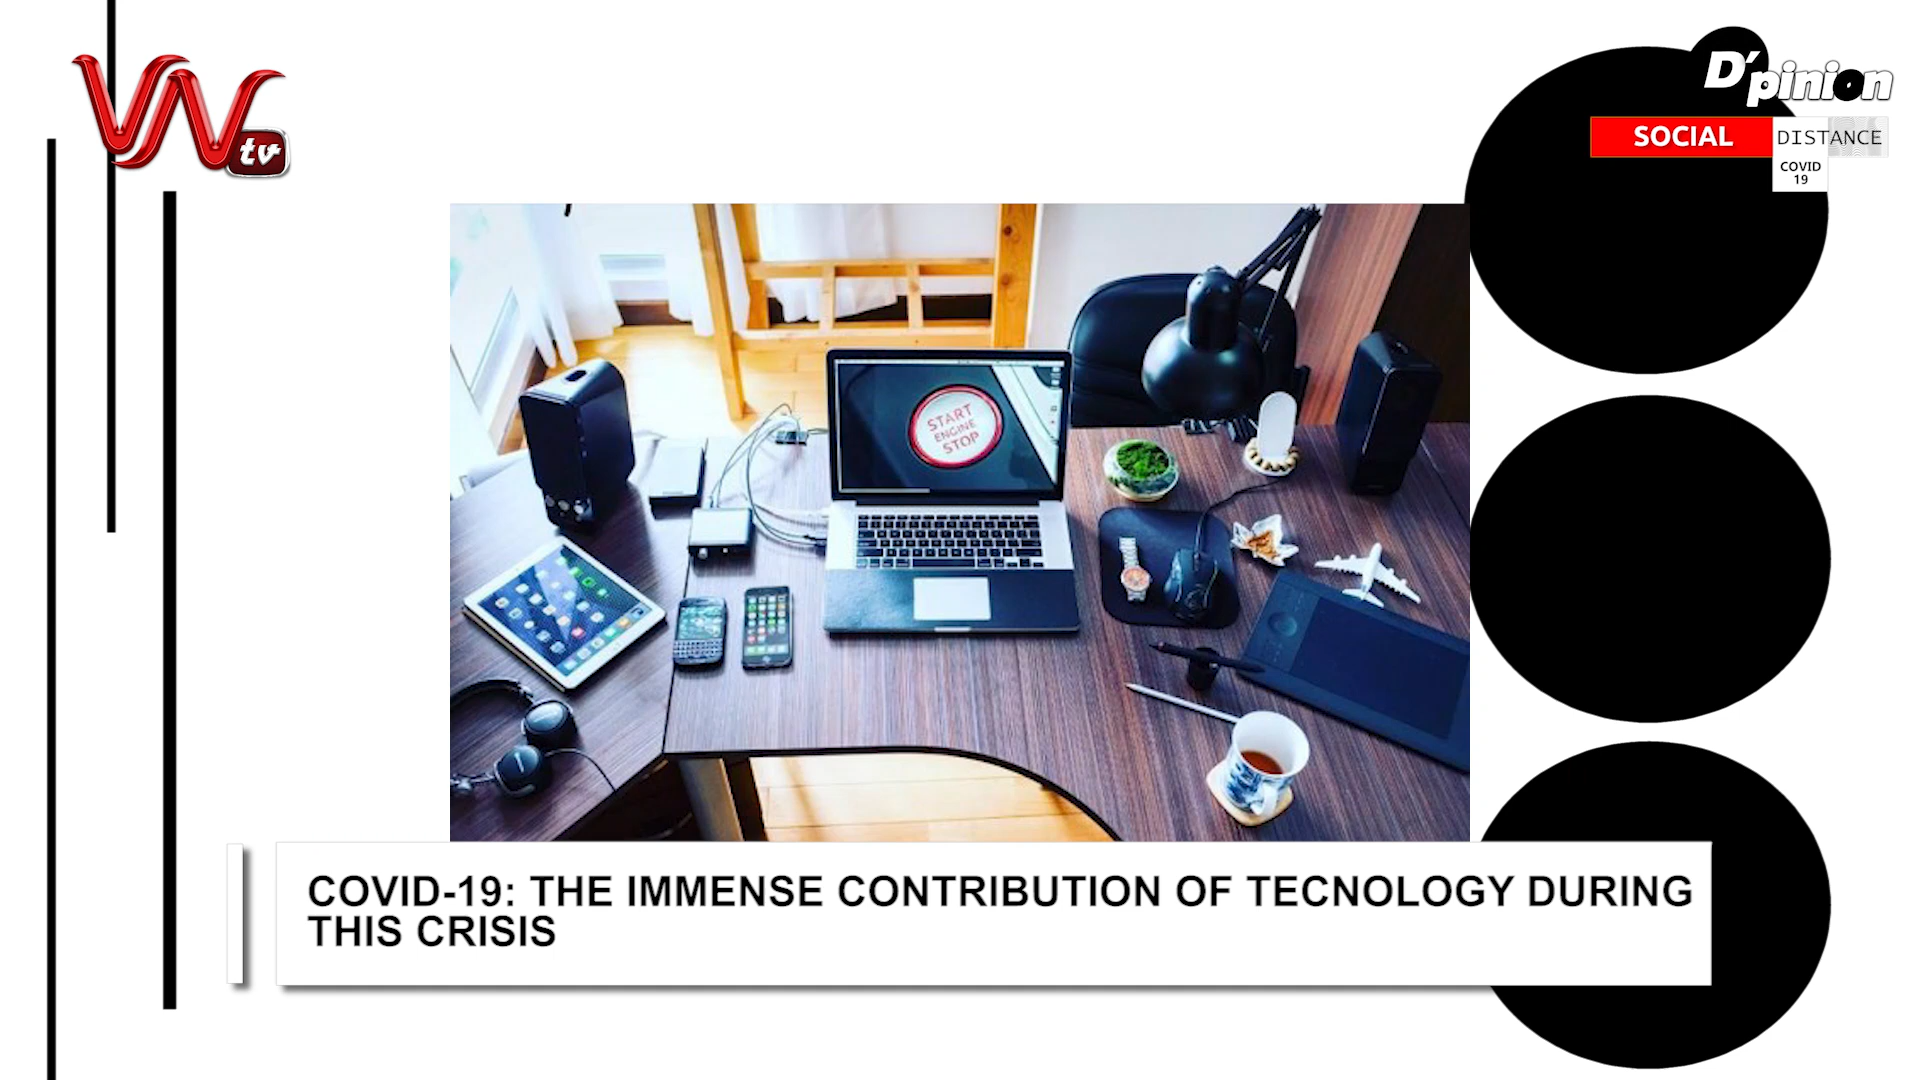 VN
tv
D'pinion
SOCIAL DISTANCE
COVID
19
START
ENGINE
STOP
COVID-19: THE IMMENSE CONTRIBUTION OF TECNOLOGY DURING
THIS CRISIS